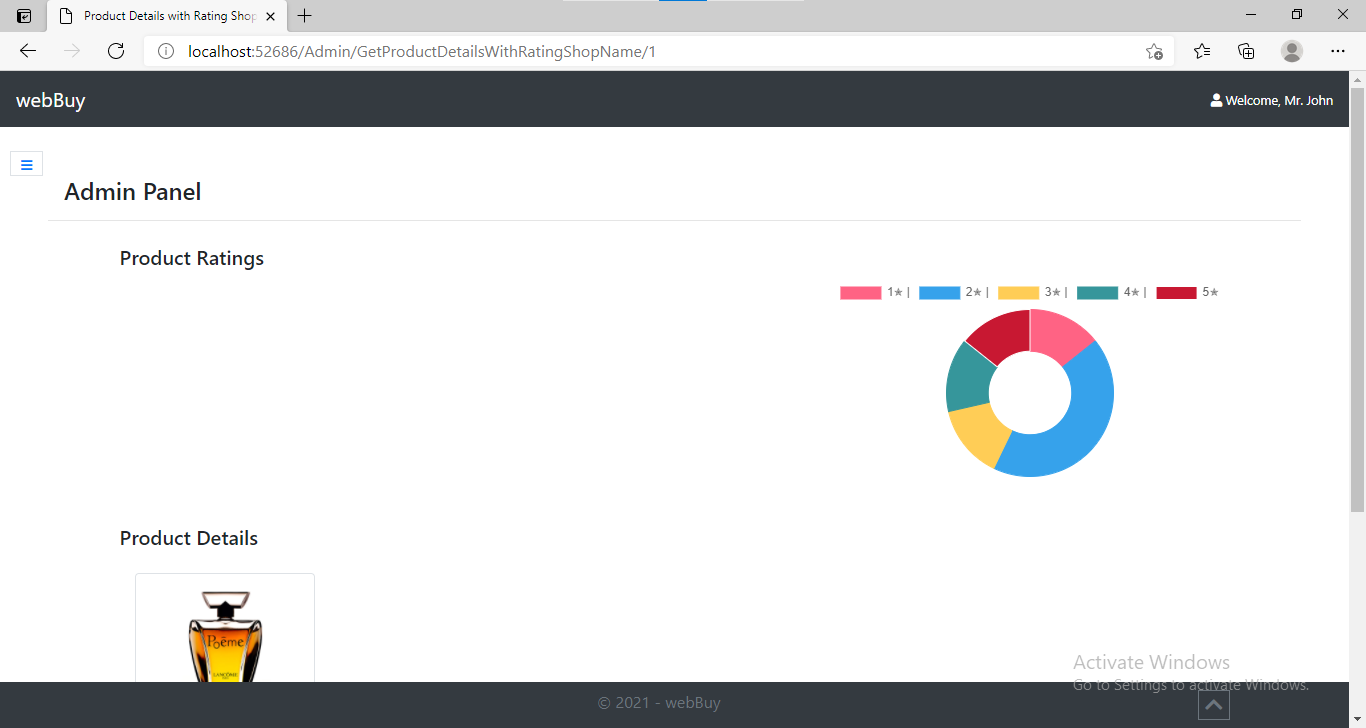 Product Details with Rating Shop
localhost:52686/Admin/GetProductDetailsWithRatingShopName/1
webBuy
Welcome, Mr. John
Admin Panel
Product Ratings
1★ | 2★ | 3★ | 4★ | 5★
Product Details
Poême
LANCÔME
Activate Windows
Go to Settings to activate Windows.
© 2021 - webBuy